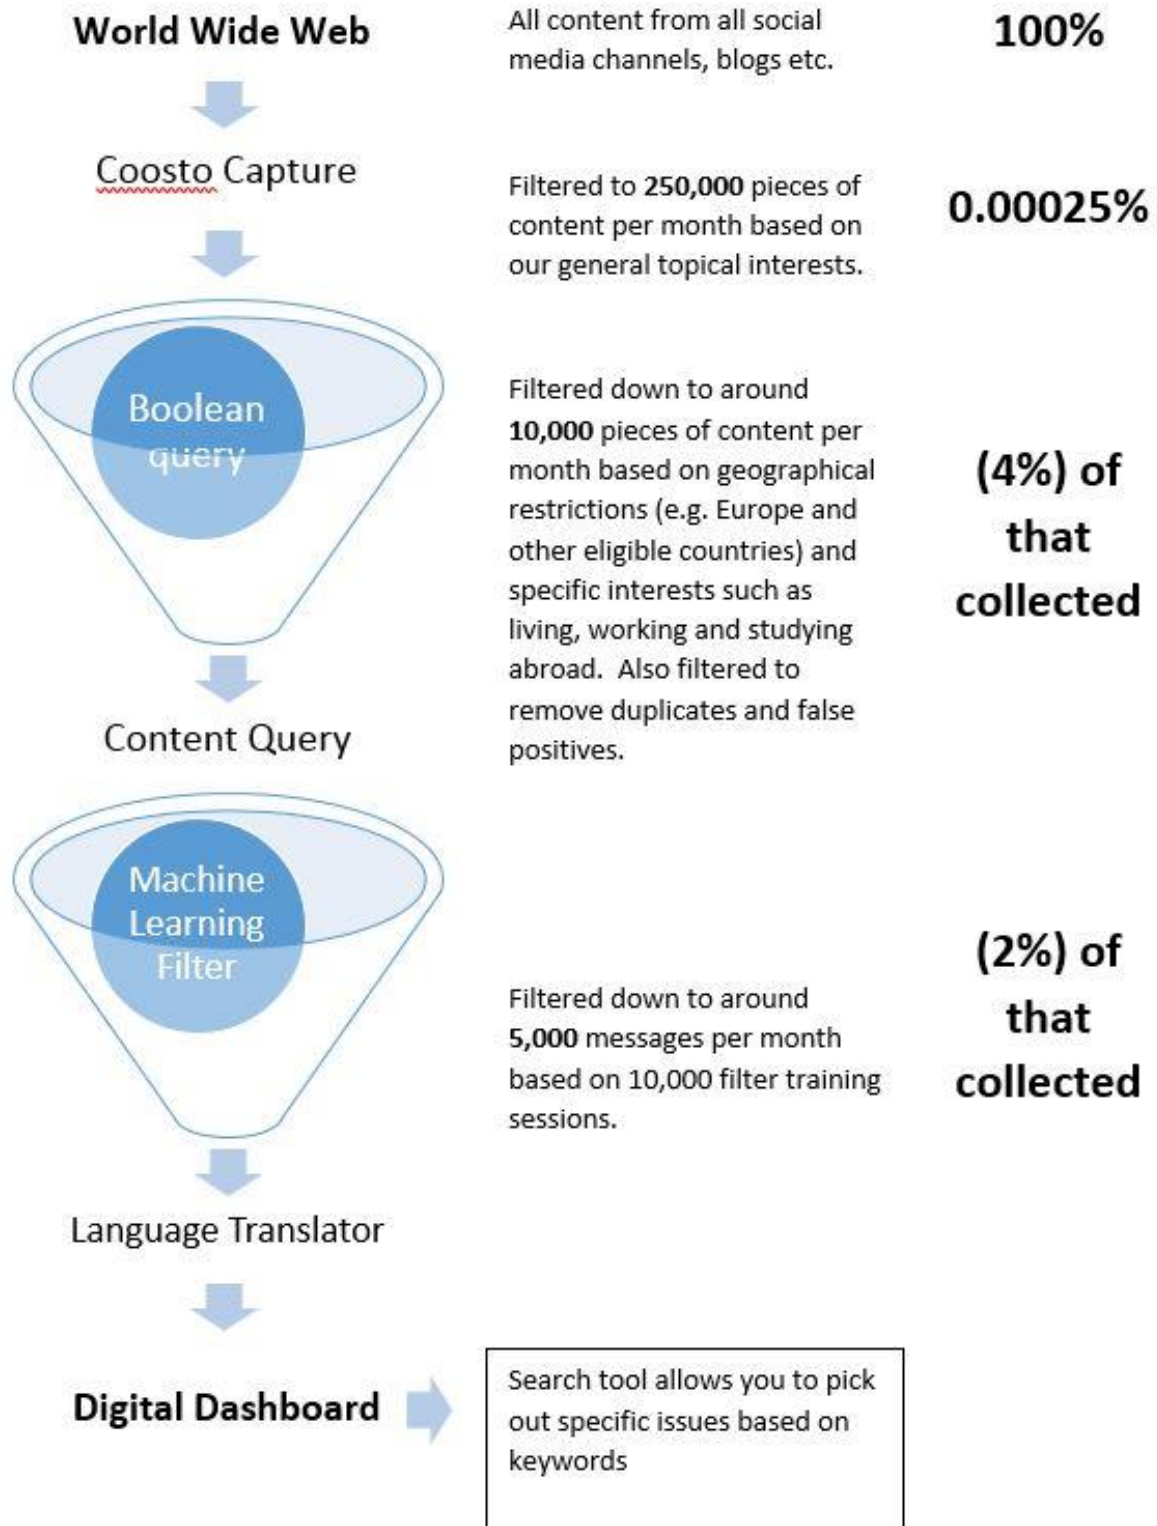 World Wide Web
All content from all social
media channels, blogs etc.
100%
Coosto Capture
Filtered to 250,000 pieces of
content per month based on
our general topical interests.
0.00025%
Boolean
query
Filtered down to around
10,000 pieces of content per
month based on geographical
restrictions (e.g. Europe and
other eligible countries) and
specific interests such as
living, working and studying
abroad.  Also filtered to
remove duplicates and false
positives.
(4%) of
that
collected
Content Query
Machine
Learning
Filter
Filtered down to around
5,000 messages per month
based on 10,000 filter training
sessions.
(2%) of
that
collected
Language Translator
Digital Dashboard
Search tool allows you to pick
out specific issues based on
keywords